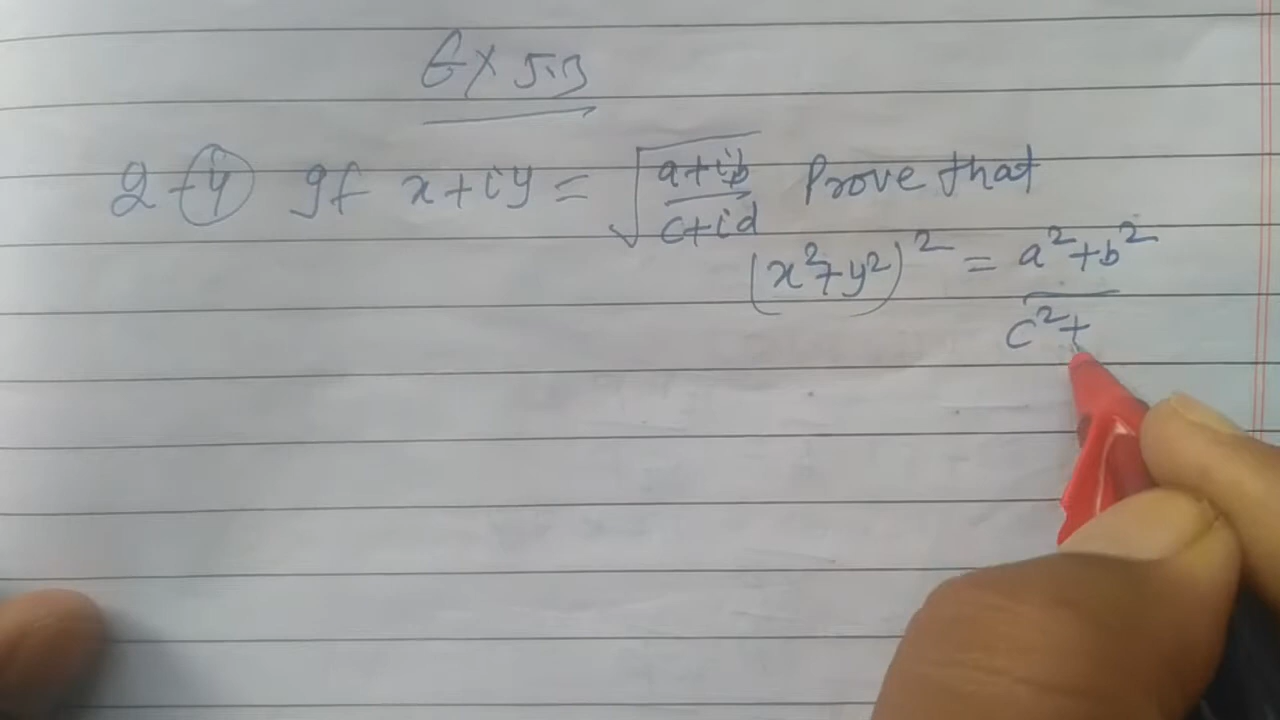 Ex 5.3
Q-4 If x+iy = √(a+ib)/(c+id) Prove that
(x²+y²)² = a²+b²
c²+